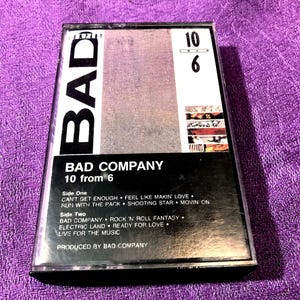 BAD
10
6
BAD COMPANY
10 from 6
Side One
CAN'T GET ENOUGH • FEEL LIKE MAKIN' LOVE •
RUN WITH THE PACK • SHOOTING STAR • MOVIN' ON
Side Two
BAD COMPANY • ROCK 'N' ROLL FANTASY •
ELECTRIC LAND • READY FOR LOVE •
LIVE FOR THE MUSIC
PRODUCED BY BAD COMPANY